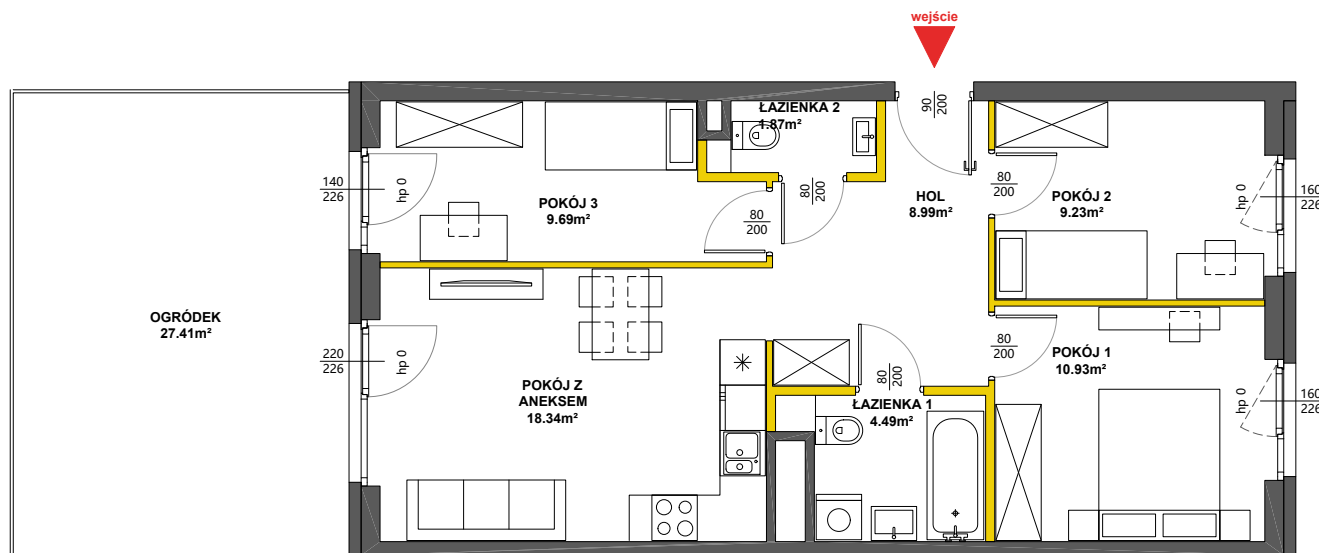 wejście
90
200
ŁAZIENKA 2
1.87m²
140
226
hp 0
POKÓJ 3
9.69m²
80
200
80
200
HOL
8.99m²
80
200
POKÓJ 2
9.23m²
hp 0
160
226
OGRÓDEK
27.41m²
220
226
hp 0
POKÓJ Z
ANEKSEM
18.34m²
80
200
ŁAZIENKA 1
4.49m²
80
200
POKÓJ 1
10.93m²
hp 0
160
226